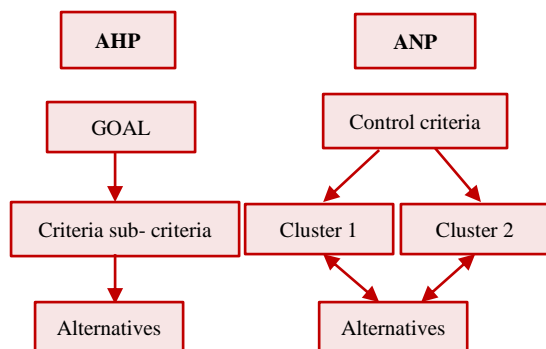 AHP
ANP
GOAL
Control criteria
Criteria sub- criteria
Cluster 1
Cluster 2
Alternatives
Alternatives